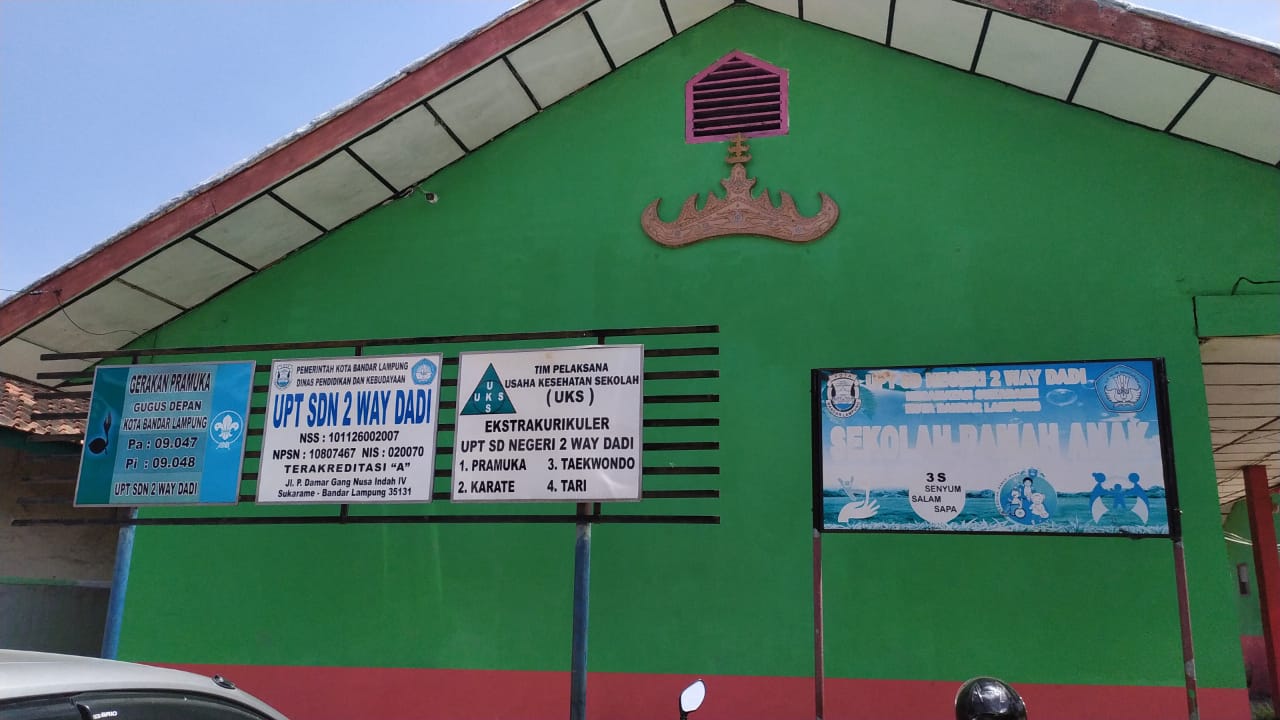 GERAKAN PRAMUKA
GUGUS DEPAN
KOTA BANDAR LAMPUNG
Pa : 09.047
Pi : 09.048
UPT SDN 2 WAY DADI
PEMERINTAH KOTA BANDAR LAMPUNG
DINAS PENDIDIKAN DAN KEBUDAYAAN
UPT SDN 2 WAY DADI
NSS : 101126002007
NPSN : 10807467 NIS : 020070
TERAKREDITASI "A"
Jl. P. Damar Gang Nusa Indah IV
Sukarame - Bandar Lampung 35131
TIM PELAKSANA
USAHA KESEHATAN SEKOLAH
( UKS )
U
U K S
S
EKSTRAKURIKULER
UPT SD NEGERI 2 WAY DADI
1. PRAMUKA 3. TAEKWONDO
2. KARATE 4. TARI
UPT SD NEGERI 2 WAY DADI
SEKOLAH RAMAH ANAK
3 S
SENYUM
SALAM
SAPA